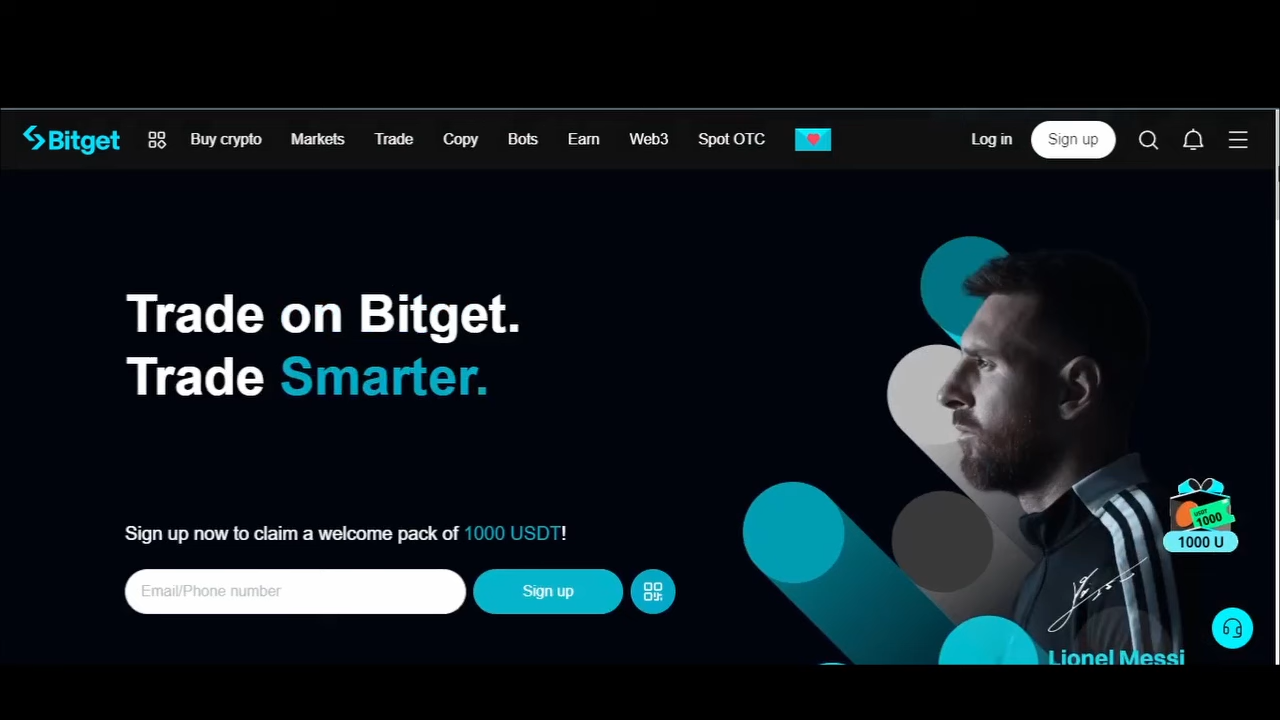 Bitget
Buy crypto
Markets
Trade
Copy
Bots
Earn
Web3
Spot OTC
Log in
Sign up
Trade on Bitget.
Trade Smarter.
Sign up now to claim a welcome pack of 1000 USDT!
Email/Phone number
Sign up
USDT
1000
1000 U
Lionel Messi